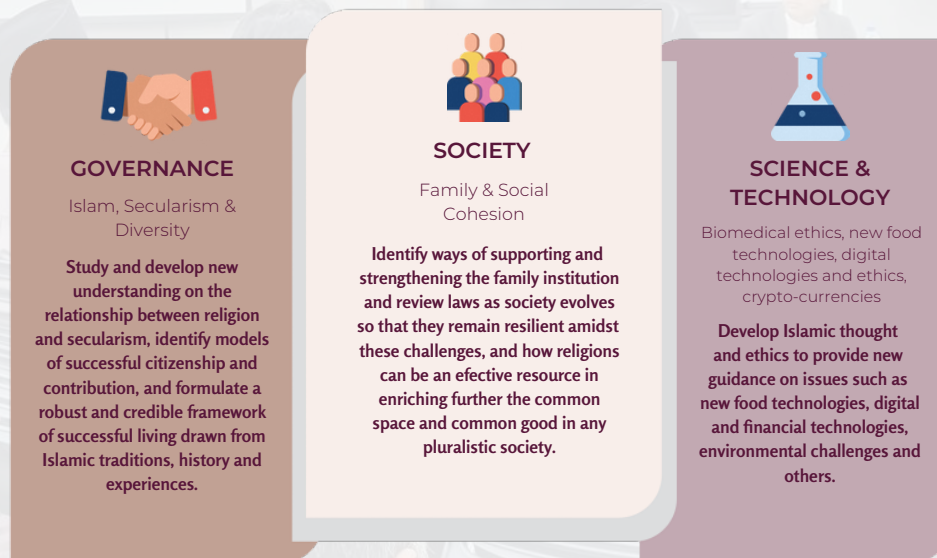 GOVERNANCE
Islam, Secularism &
Diversity
Study and develop new
understanding on the
relationship between religion
and secularism, identify models
of successful citizenship and
contribution, and formulate a
robust and credible framework
of successful living drawn from
Islamic traditions, history and
experiences.
SOCIETY
Family & Social
Cohesion
Identify ways of supporting and
strengthening the family institution
and review laws as society evolves
so that they remain resilient amidst
these challenges, and how religions
can be an efective resource in
enriching further the common
space and common good in any
pluralistic society.
SCIENCE &
TECHNOLOGY
Biomedical ethics, new food
technologies, digital
technologies and ethics,
crypto-currencies
Develop Islamic thought
and ethics to provide new
guidance on issues such as
new food technologies, digital
and financial technologies,
environmental challenges and
others.